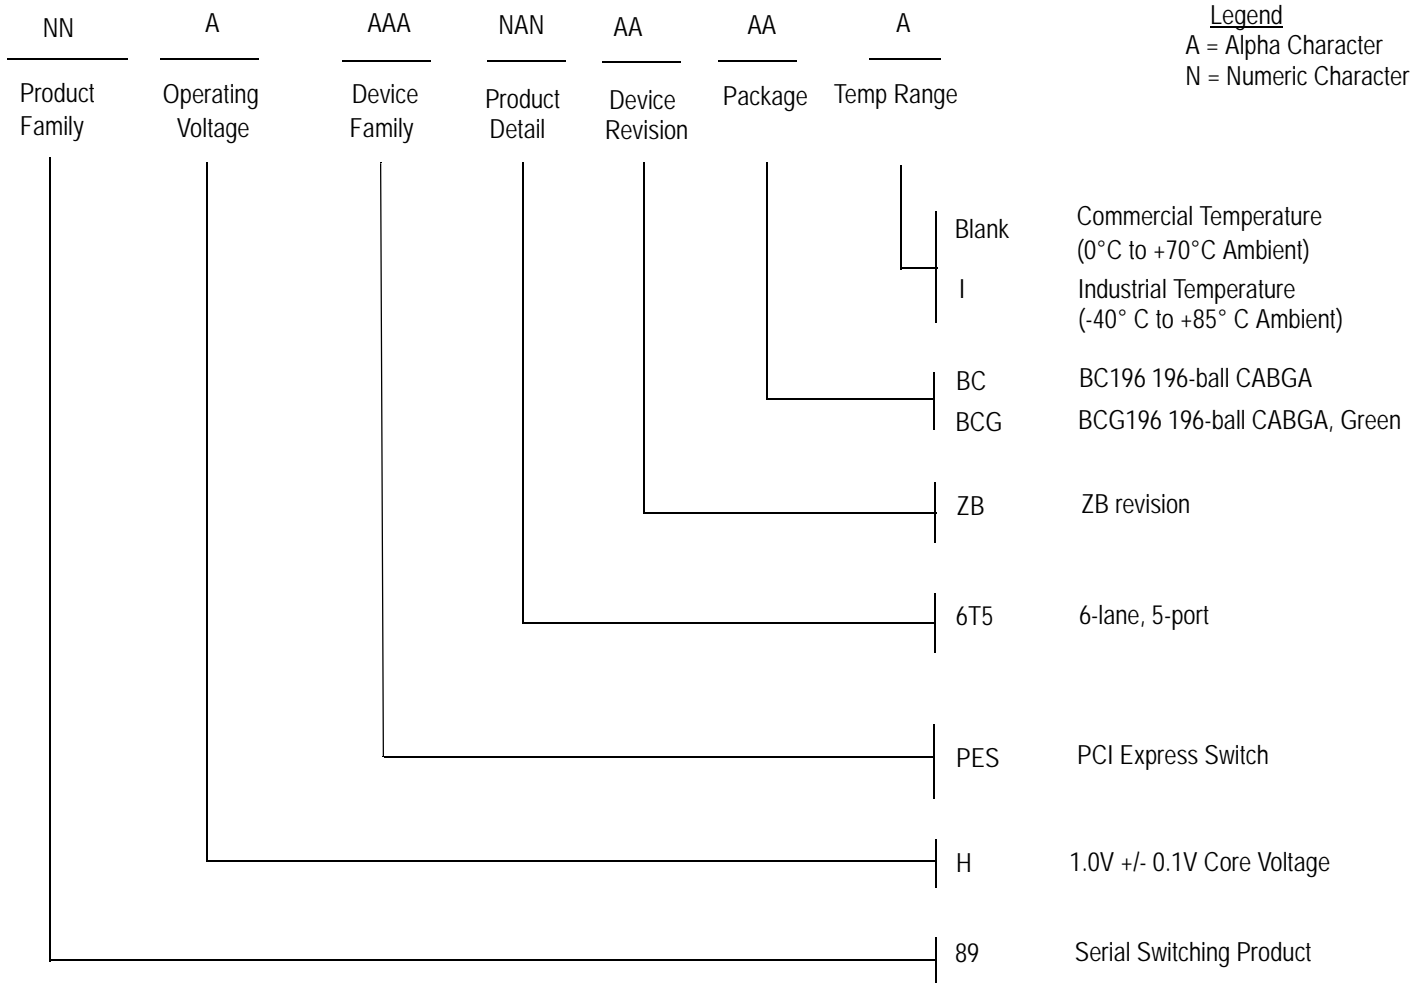 NN A AAA NAN AA AA A
Legend
A = Alpha Character
N = Numeric Character
Product
Family
Operating
Voltage
Device
Family
Product
Detail
Device
Revision
Package
Temp Range
Blank Commercial Temperature
(0°C to +70°C Ambient)
I Industrial Temperature
(-40° C to +85° C Ambient)
BC BC196 196-ball CABGA
BCG BCG196 196-ball CABGA, Green
ZB ZB revision
6T5 6-lane, 5-port
PES PCI Express Switch
H 1.0V +/- 0.1V Core Voltage
89 Serial Switching Product